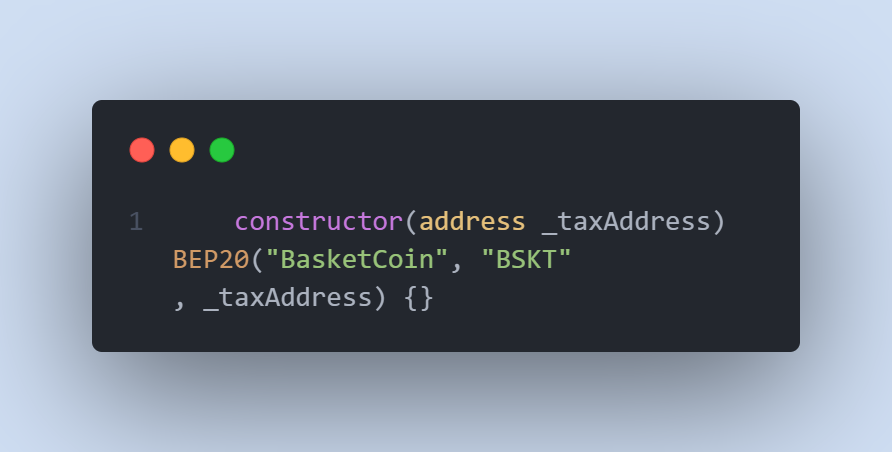 1 constructor(address _taxAddress)
BEP20("BasketCoin", "BSKT"
, _taxAddress) {}